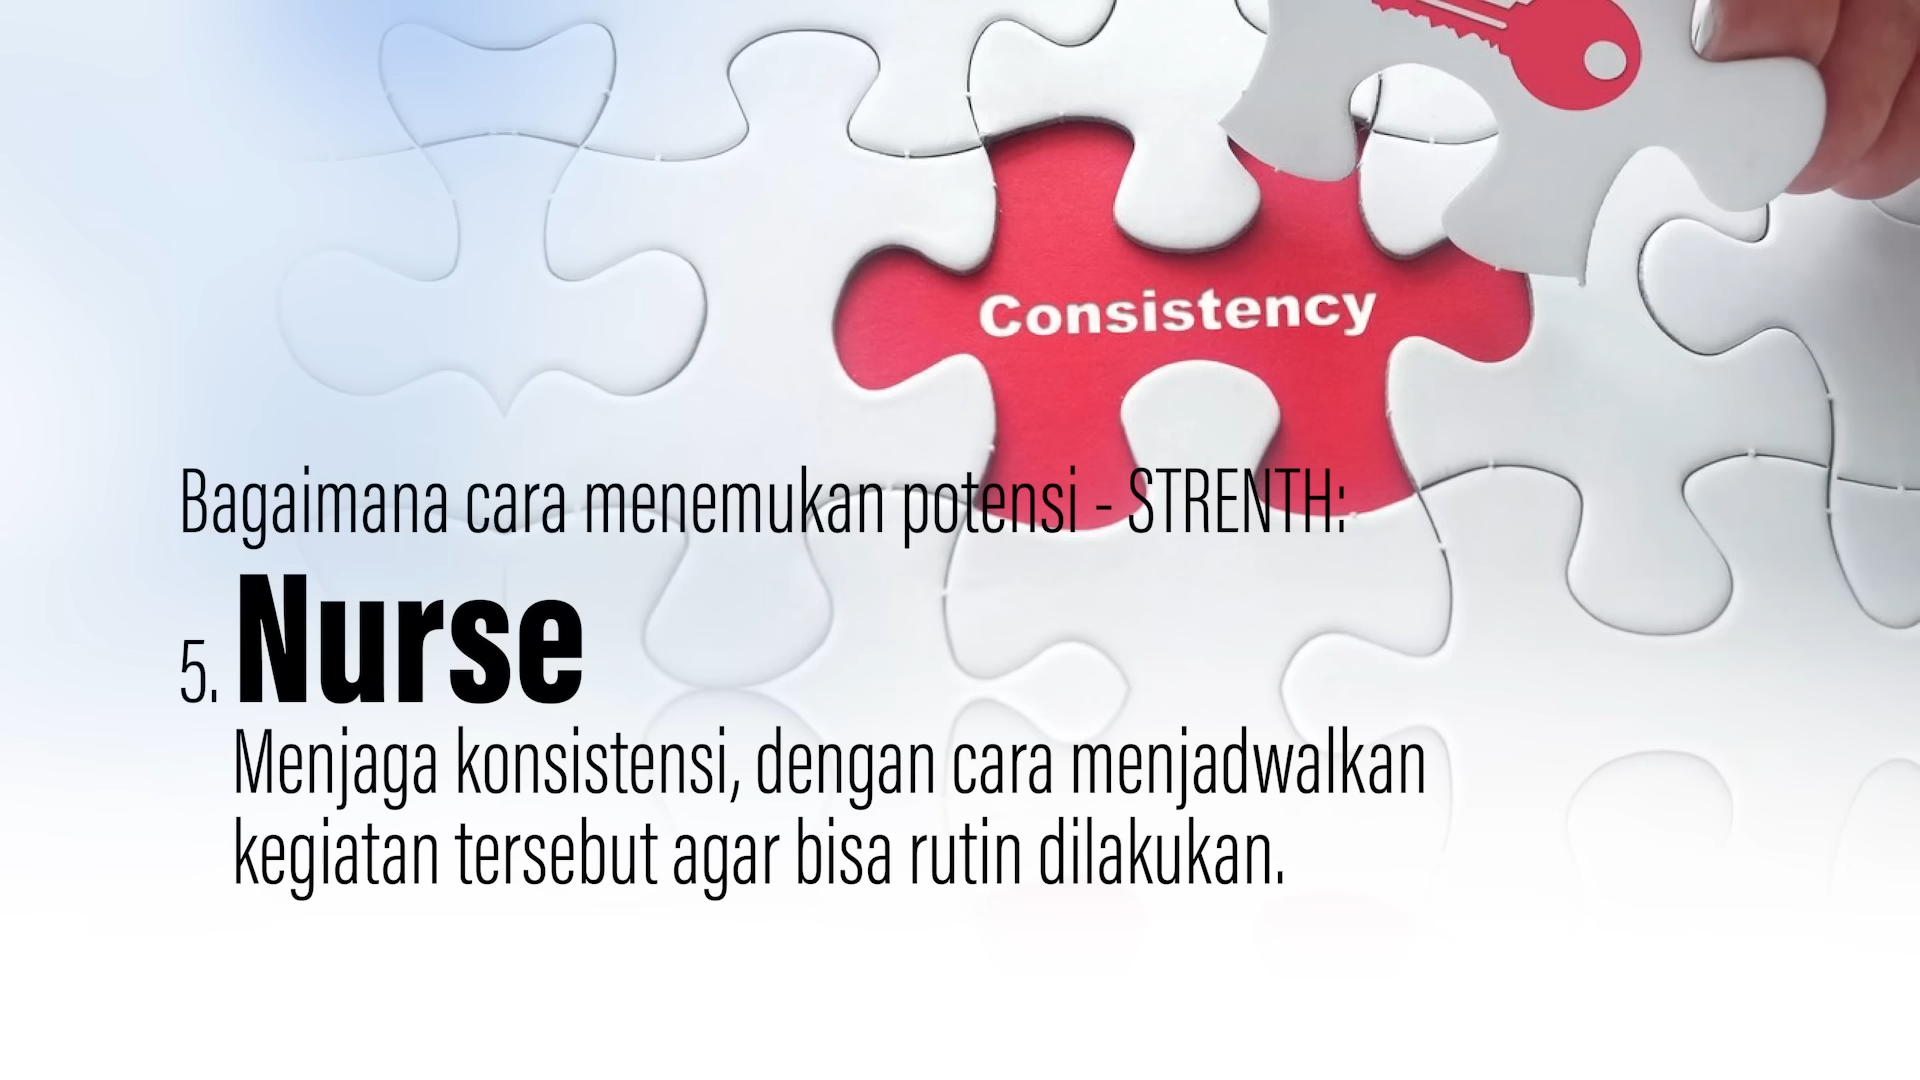 Consistency
Bagaimana cara menemukan potensi - STRENTH:
5. Nurse
Menjaga konsistensi, dengan cara menjadwalkan
kegiatan tersebut agar bisa rutin dilakukan.